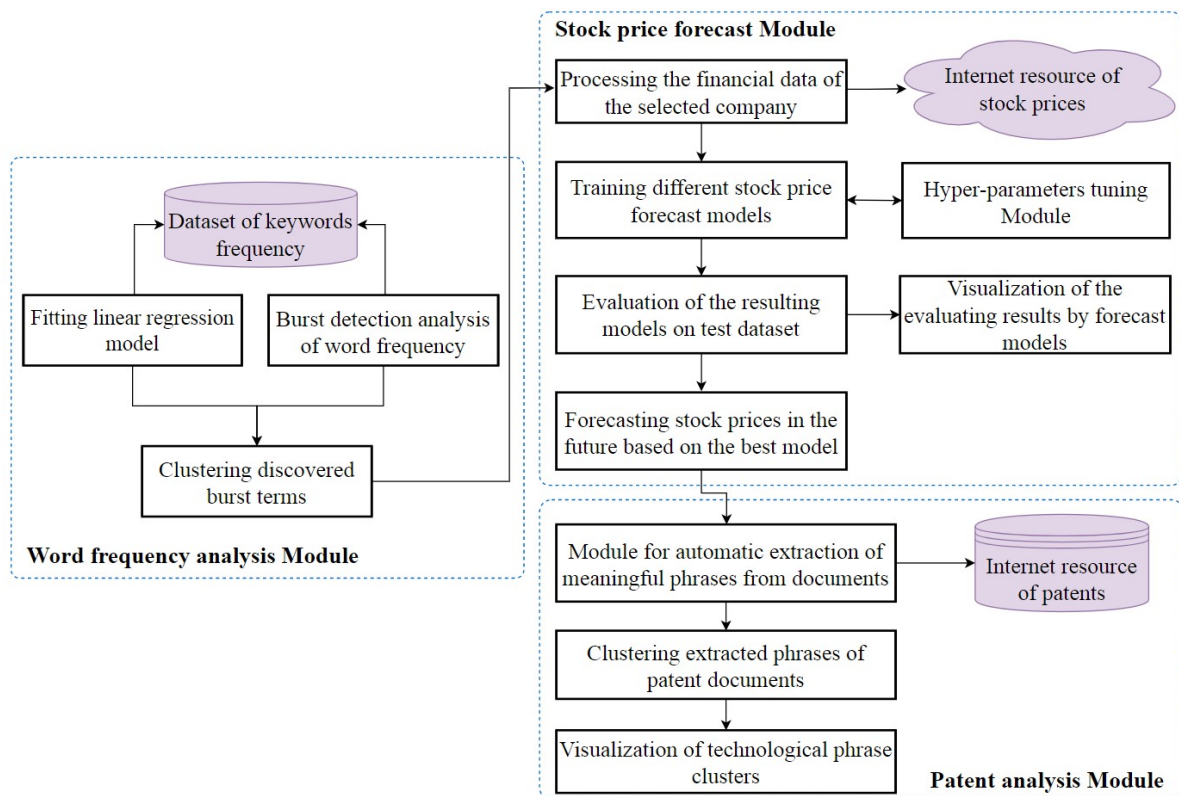 Stock price forecast Module
Processing the financial data of
the selected company
Internet resource of
stock prices
Training different stock price
forecast models
Hyper-parameters tuning
Module
Evaluation of the resulting
models on test dataset
Visualization of the
evaluating results by forecast
models
Forecasting stock prices in the
future based on the best model
Dataset of keywords
frequency
Fitting linear regression
model
Burst detection analysis
of word frequency
Clustering discovered
burst terms
Word frequency analysis Module
Module for automatic extraction of
meaningful phrases from documents
Internet resource
of patents
Clustering extracted phrases of
patent documents
Visualization of technological phrase
clusters
Patent analysis Module